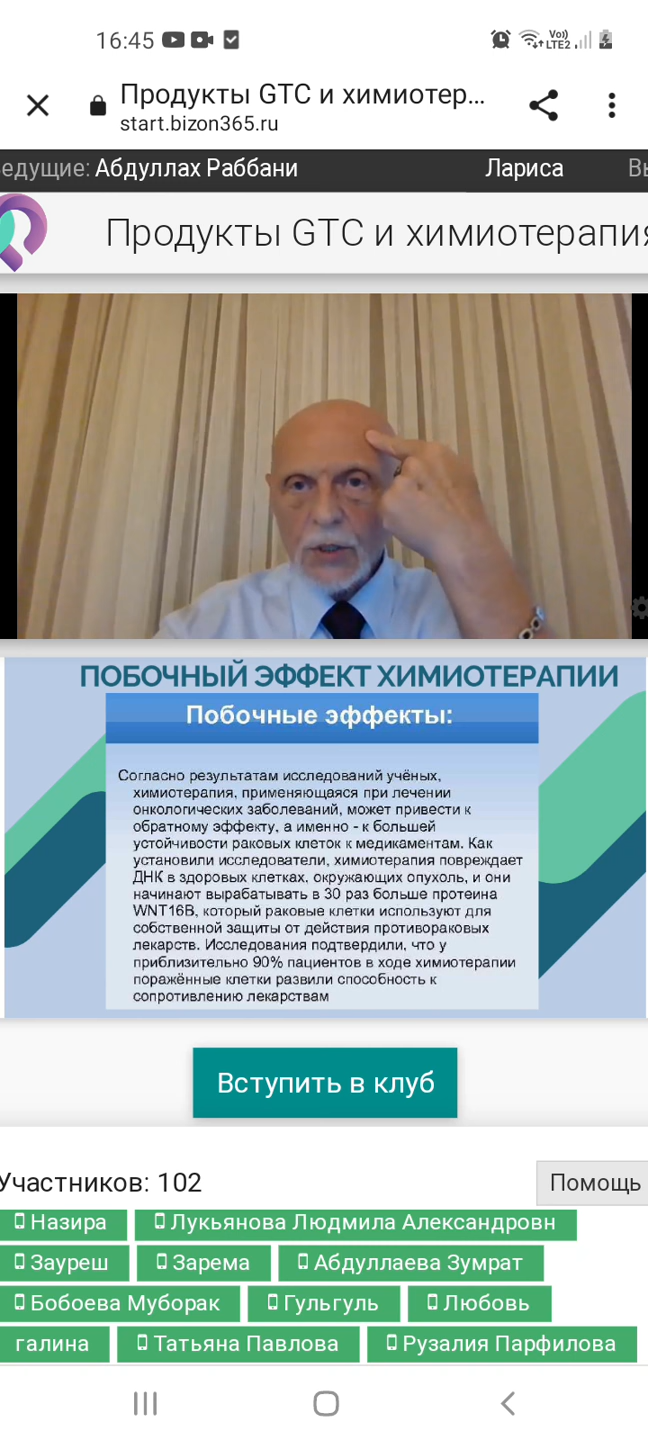 16:45
Vo)) LTE2
Продукты GTC и химиотер...
start.bizon365.ru
едущие: Абдуллах Раббани Лариса Вы
Продукты GTC и химиотерапия
ПОБОЧНЫЙ ЭФФЕКТ ХИМИОТЕРАПИИ
Побочные эффекты:
Согласно результатам исследований учёных,
химиотерапия, применяющаяся при лечении
онкологических заболеваний, может привести к
обратному эффекту, а именно - к большей
устойчивости раковых клеток к медикаментам. Как
установили исследователи, химиотерапия повреждает
ДНК в здоровых клетках, окружающих опухоль, и они
начинают вырабатывать в 30 раз больше протеина
WNT16B, который раковые клетки используют для
собственной защиты от действия противораковых
лекарств. Исследования подтвердили, что у
приблизительно 90% пациентов в ходе химиотерапии
поражённые клетки развили способность к
сопротивлению лекарствам
Вступить в клуб
Участников: 102 Помощь
Назира Лукьянова Людмила Александровн
Зауреш Зарема Абдуллаева Зумрат
Бобоева Муборак Гульгуль Любовь
галина Татьяна Павлова Рузалия Парфилова